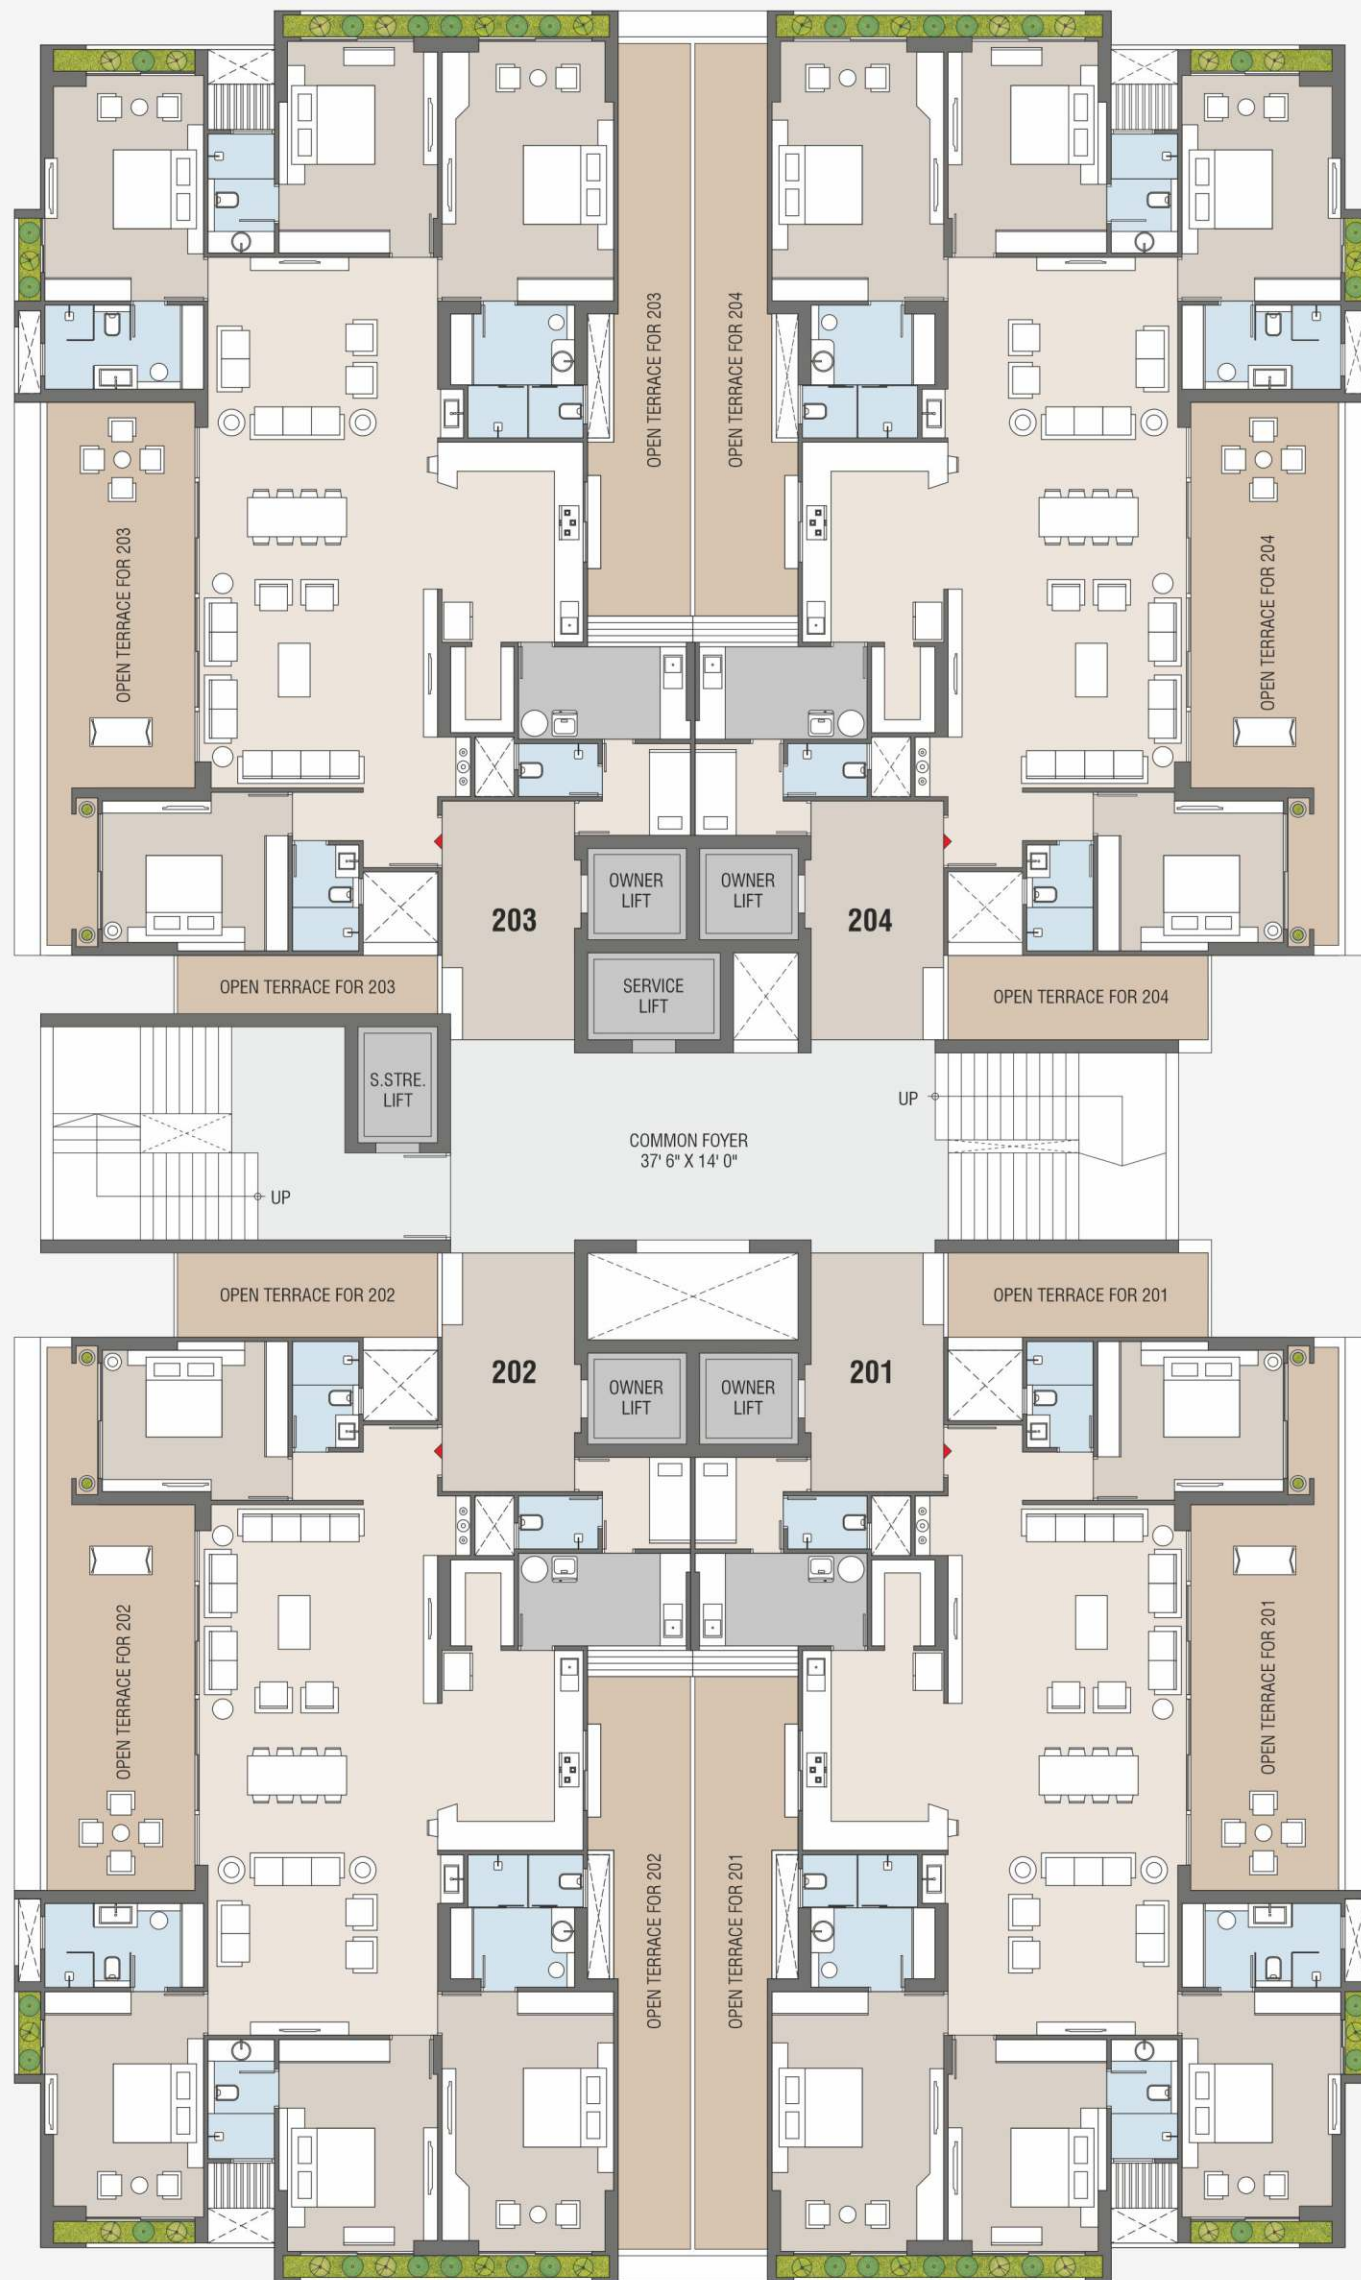 OPEN TERRACE FOR 203
OPEN TERRACE FOR 204
OPEN TERRACE FOR 203
OPEN TERRACE FOR 204
OWNER
LIFT
OWNER
LIFT
203
204
SERVICE
LIFT
OPEN TERRACE FOR 203
OPEN TERRACE FOR 204
S.STRE.
LIFT
UP
COMMON FOYER
37' 6" X 14' 0"
UP
OPEN TERRACE FOR 202
OPEN TERRACE FOR 201
202
201
OWNER
LIFT
OWNER
LIFT
OPEN TERRACE FOR 202
OPEN TERRACE FOR 201
OPEN TERRACE FOR 202
OPEN TERRACE FOR 201